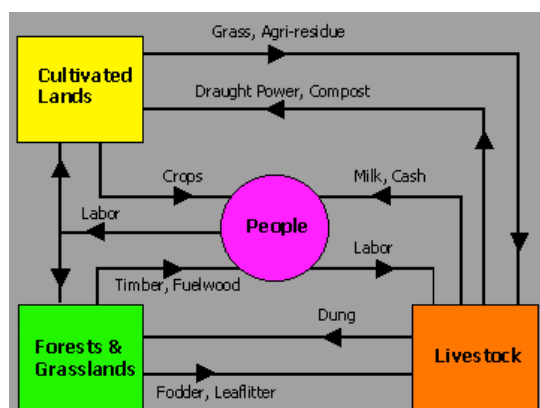 Grass, Agri-residue
Cultivated
Lands
Draught Power, Compost
Crops
Milk, Cash
Labor
People
Labor
Timber, Fuelwood
Dung
Forests &
Grasslands
Livestock
Fodder, Leaflitter